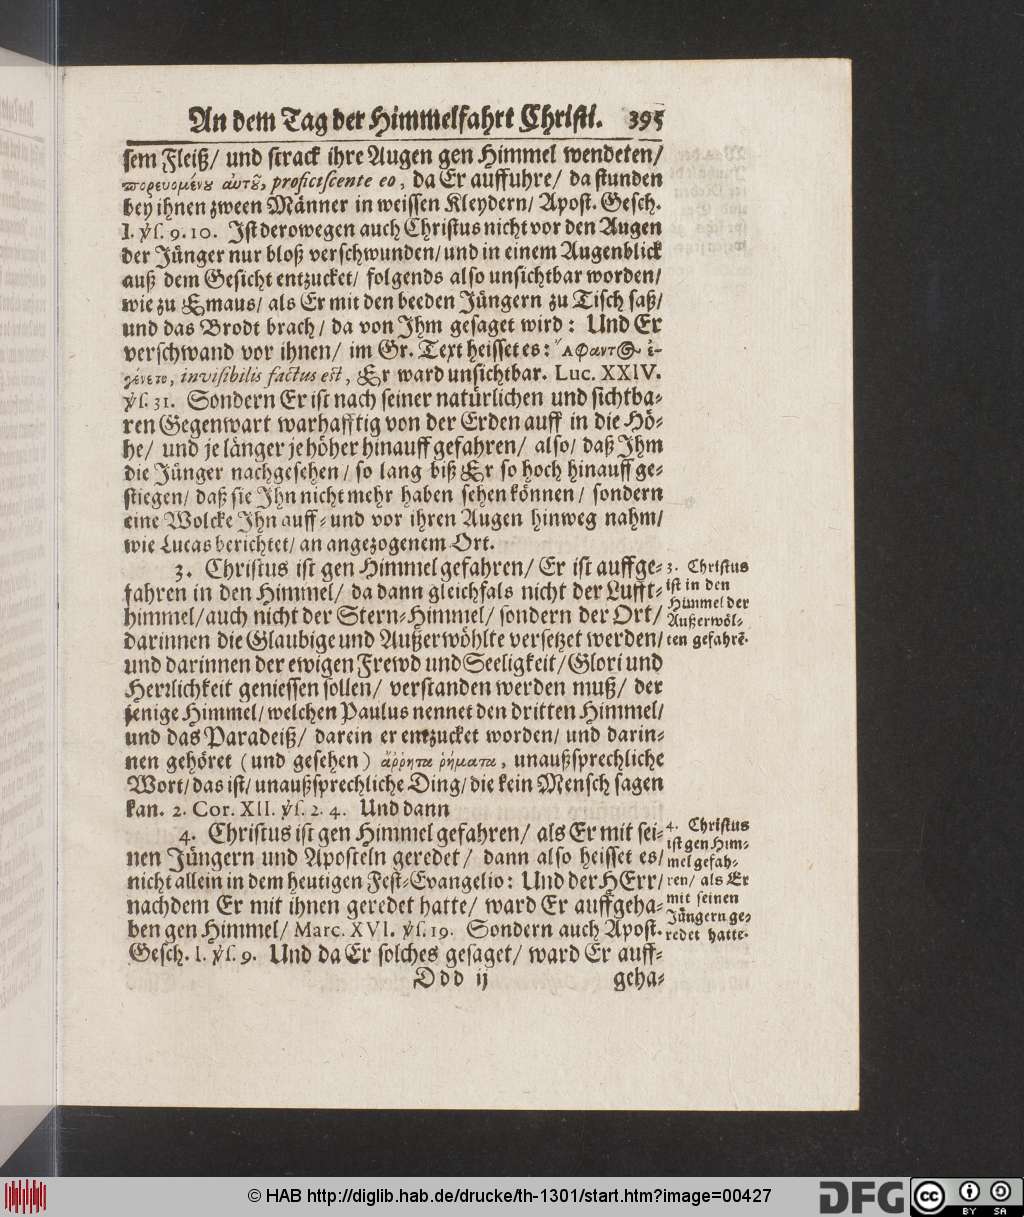 An dem Tag der Himmelfahrt Christi. 395
sem Fleiß/ und strack ihre Augen gen Himmel wendeten/
πορευομένου αὐτοῦ, proficiscente eo, da Er auffuhre/ da stunden
bey ihnen zween Männer in weissen Kleydern/ Apost. Gesch.
I. vs. 9. 10. Ist derowegen auch Christus nicht vor den Augen
der Jünger nur bloß verschwunden/ und in einem Augenblick
auß dem Gesicht entzucket/ folgends also unsichtbar worden/
wie zu Emaus/ als Er mit den beeden Jüngern zu Tisch saß/
und das Brodt brach/ da von Ihm gesaget wird: Und Er
verschwand vor ihnen/ im Gr. Text heisset es: Ἄφαντος ἐ-
γένετο, invisibilis factus est, Er ward unsichtbar. Luc. XXIV.
vs. 31. Sondern Er ist nach seiner natürlichen und sichtba-
ren Gegenwart warhafftig von der Erden auff in die Hö-
he/ und je länger je höher hinauff gefahren/ also/ daß Ihm
die Jünger nachgesehen/ so lang biß Er so hoch hinauff ge-
stiegen/ daß sie Ihn nicht mehr haben sehen können/ sondern
eine Wolcke Ihn auff- und vor ihren Augen hinweg nahm/
wie Lucas berichtet/ an angezogenem Ort.
3. Christus ist gen Himmel gefahren/ Er ist auffge-
fahren in den Himmel/ da dann gleichfals nicht der Lufft-
himmel/ auch nicht der Stern-Himmel/ sondern der Ort/
darinnen die Glaubige und Außerwöhlte versetzet werden/
und darinnen der ewigen Frewd und Seeligkeit/ Glori und
Herrlichkeit geniessen sollen/ verstanden werden muß/ der
jenige Himmel/ welchen Paulus nennet den dritten Himmel/
und das Paradeiß/ darein er entzucket worden/ und darin-
nen gehöret (und gesehen) ἄῤῥητα ῥήματα, unaußsprechliche
Wort/ das ist/ unaußsprechliche Ding/ die kein Mensch sagen
kan. 2. Cor. XII. vs. 2. 4. Und dann
3. Christus
ist in den
Himmel der
Außerwöl-
ten gefahrē.
4. Christus ist gen Himmel gefahren/ als Er mit sei-
nen Jüngern und Aposteln geredet/ dann also heisset es/
nicht allein in dem heutigen Fest-Evangelio: Und der HErr/
nachdem Er mit ihnen geredet hatte/ ward Er auffgeha-
ben gen Himmel/ Marc. XVI. vs. 19. Sondern auch Apost.
Gesch. I. vs. 9. Und da Er solches gesaget/ ward Er auff-
4. Christus
ist gen Him-
mel gefah-
ren/ als Er
mit seinen
Jüngern ge-
redet hatte.
Ddd ij geha-
© HAB http://diglib.hab.de/drucke/th-1301/start.htm?image=00427
DFG cc BY SA